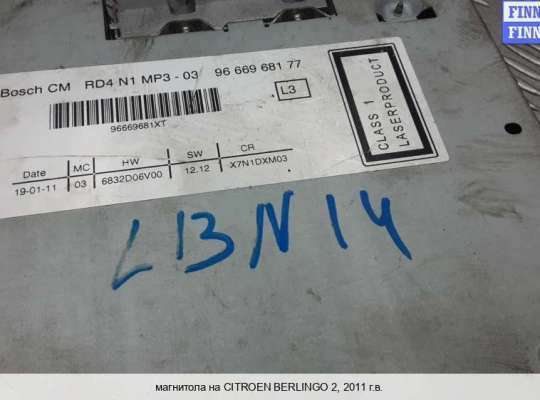 FINN
FINN
Bosch CM RD4 N1 MP3 - 03 96 669 681 77
L3
96669681XT
CLASS 1
LASERPRODUCT
Date MC HW SW CR
19-01-11 03 6832D06V00 12.12 X7N1DXM03
L13N14
магнитола на CITROEN BERLINGO 2, 2011 г.в.